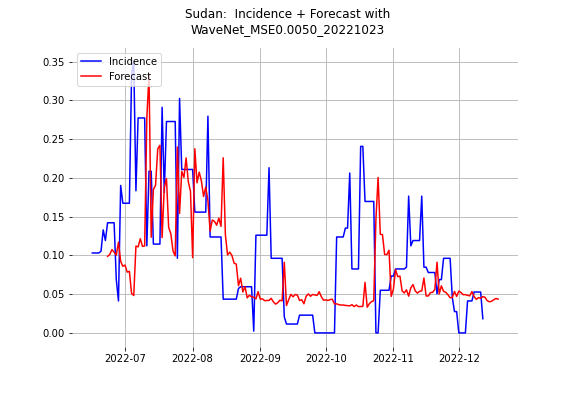 Sudan:  Incidence + Forecast with
WaveNet_MSE0.0050_20221023
Incidence
Forecast
0.35
0.30
0.25
0.20
0.15
0.10
0.05
0.00
2022-07 2022-08 2022-09 2022-10 2022-11 2022-12